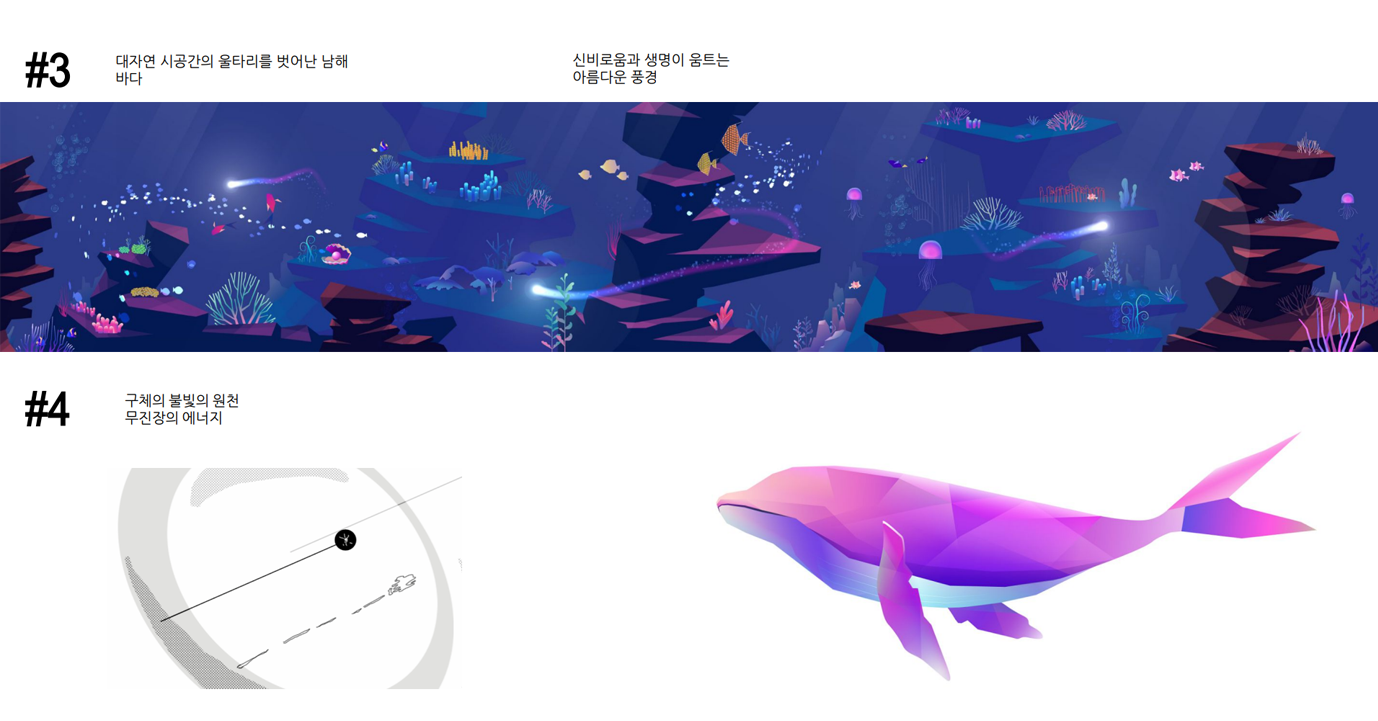 #3
대자연 시공간의 울타리를 벗어난 남해
바다
신비로움과 생명이 움트는
아름다운 풍경
#4
구체의 불빛의 원천
무진장의 에너지